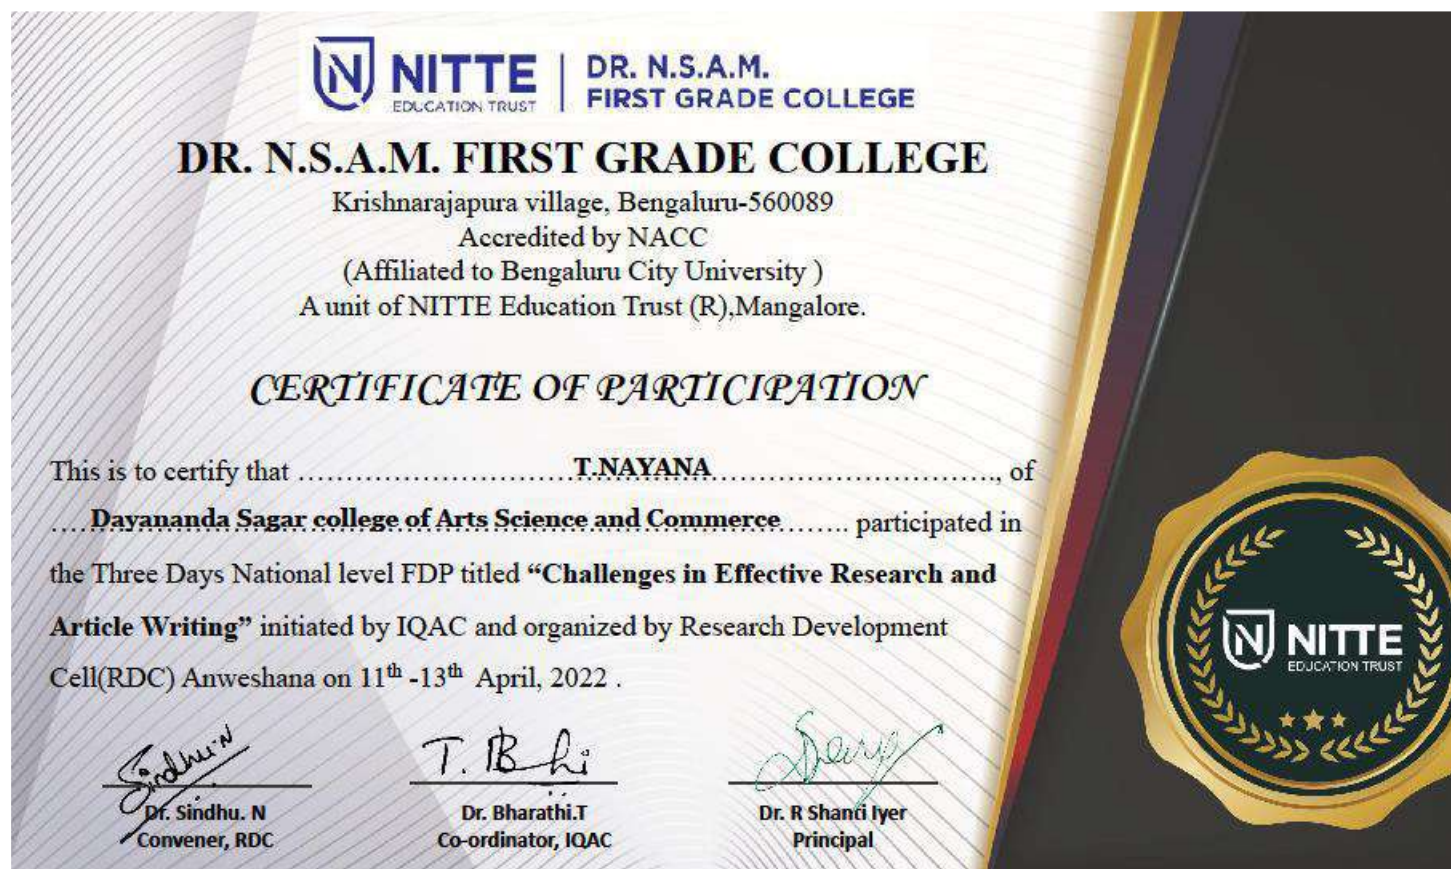 NITTE
EDUCATION TRUST
DR. N.S.A.M.
FIRST GRADE COLLEGE
DR. N.S.A.M. FIRST GRADE COLLEGE
Krishnarajapura village, Bengaluru-560089
Accredited by NACC
(Affiliated to Bengaluru City University )
A unit of NITTE Education Trust (R),Mangalore.
CERTIFICATE OF PARTICIPATION
This is to certify that ………………………T.NAYANA……………………………, of
….Dayananda Sagar college of Arts Science and Commerce…….. participated in
the Three Days National level FDP titled “Challenges in Effective Research and
Article Writing” initiated by IQAC and organized by Research Development
Cell(RDC) Anweshana on 11th -13th April, 2022 .
Sindhu.N
T. Bhi
Dr. Sindhu. N
Convener, RDC
Dr. Bharathi.T
Co-ordinator, IQAC
Dr. R Shanti Iyer
Principal
N NITTE
EDUCATION TRUST